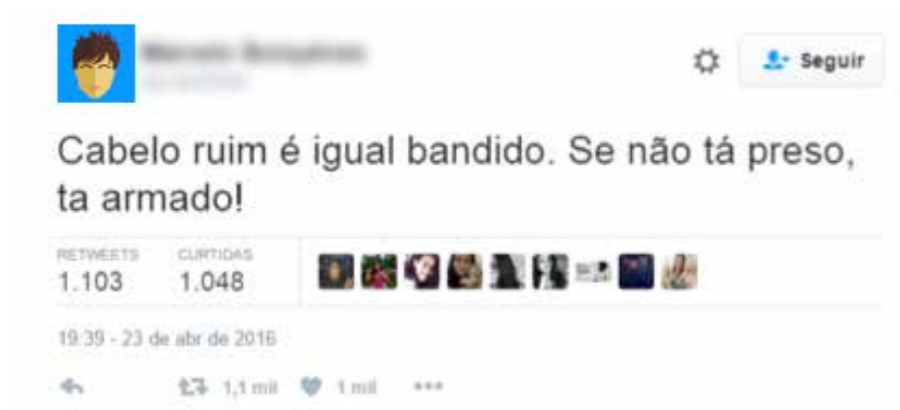 Seguir
Cabelo ruim é igual bandido. Se não tá preso,
ta armado!
RETWEETS CURTIDAS
1.103 1.048
19:39 - 23 de abr de 2016
1,1 mil 1 mil